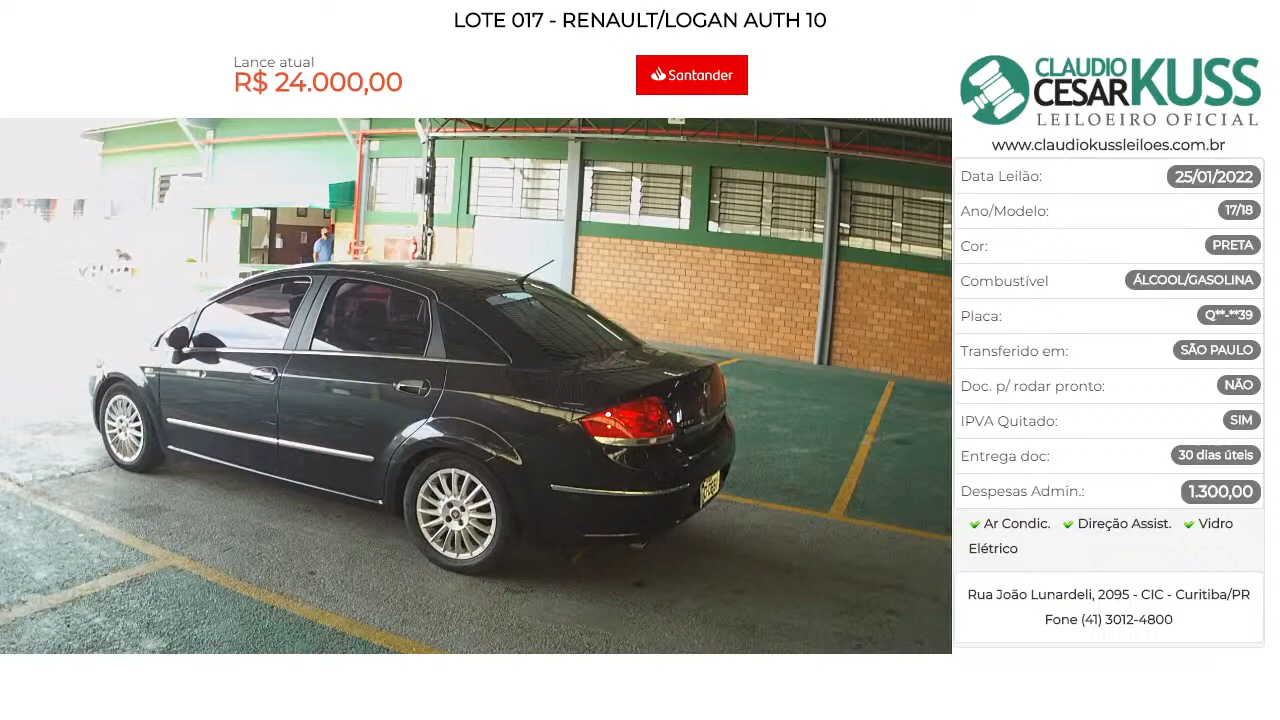 LOTE 017 - RENAULT/LOGAN AUTH 10
Lance atual
R$ 24.000,00
Santander
CLAUDIO
CESAR KUSS
LEILOEIRO OFICIAL
www.claudiokussleiloes.com.br
Data Leilão: 25/01/2022
Ano/Modelo: 17/18
Cor: PRETA
Combustível ÁLCOOL/GASOLINA
Placa: Q**-**39
Transferido em: SÃO PAULO
Doc. p/ rodar pronto: NÃO
IPVA Quitado: SIM
Entrega doc: 30 dias úteis
Despesas Admin.: 1.300,00
Ar Condic. Direção Assist. Vidro
Elétrico
Rua João Lunardeli, 2095 - CIC - Curitiba/PR
Fone (41) 3012-4800